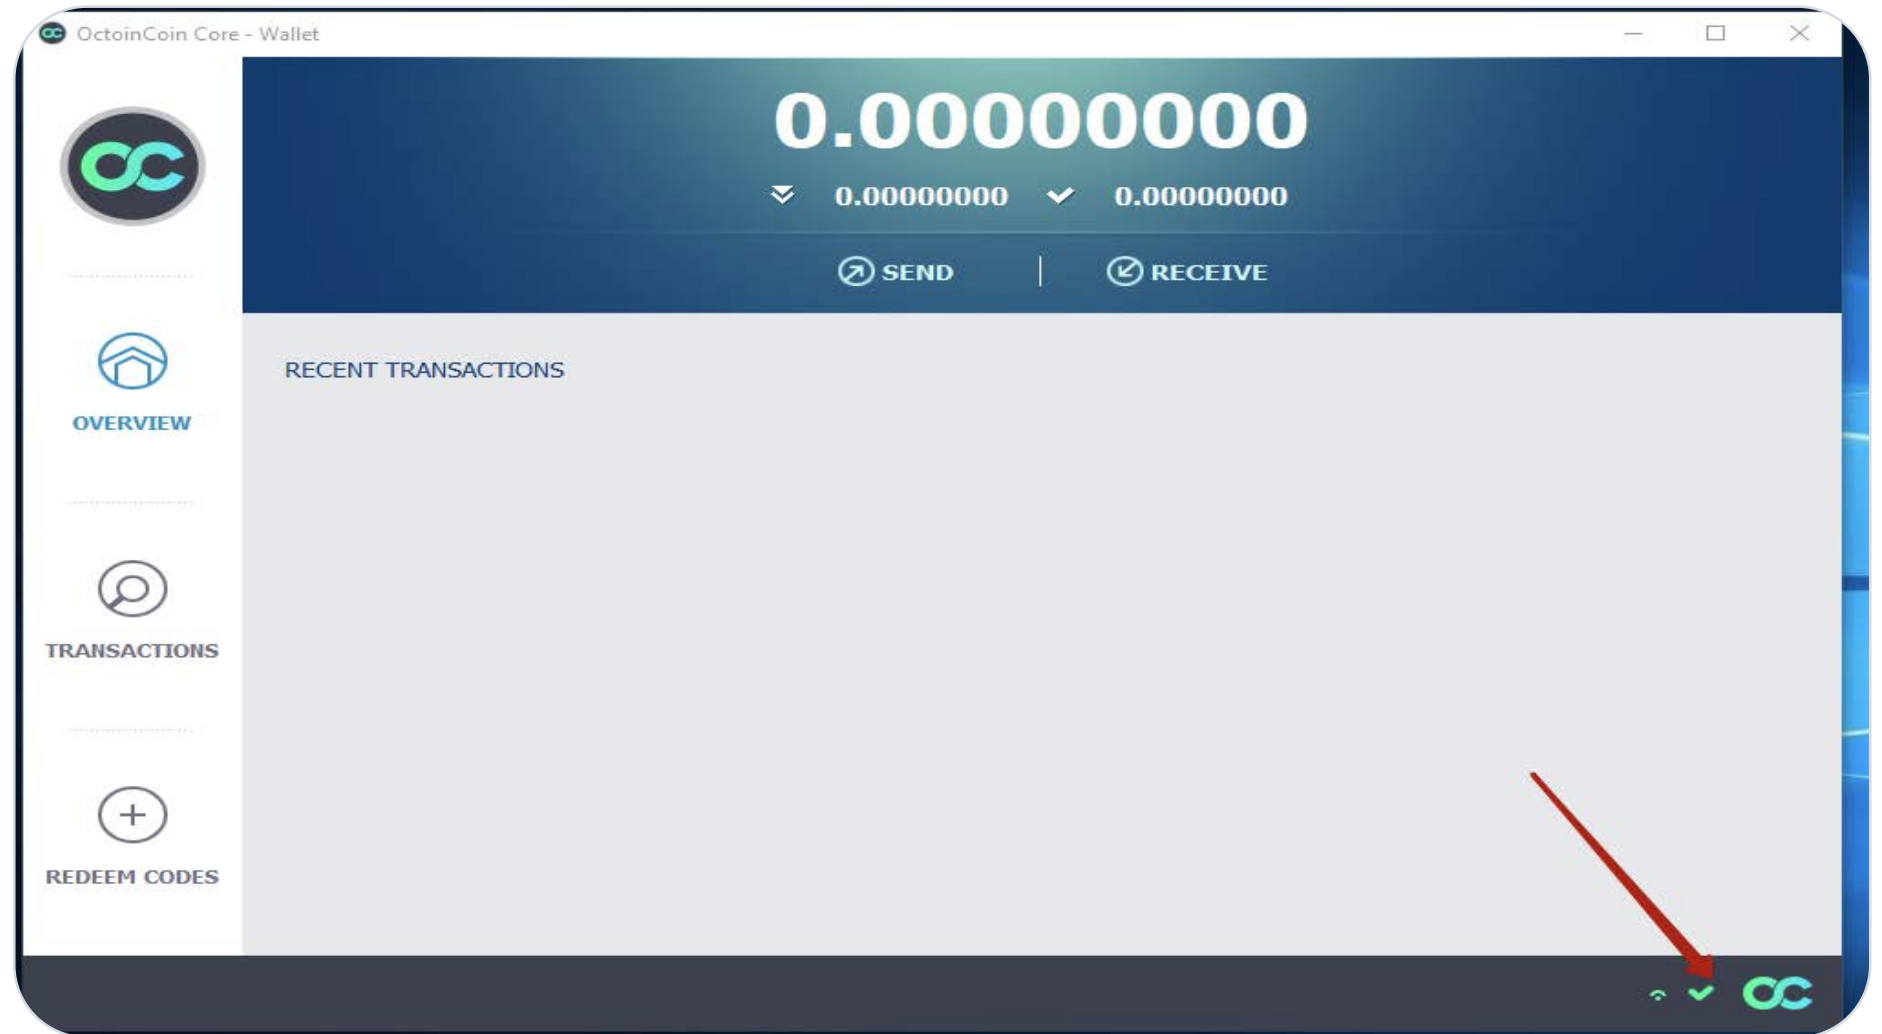 OctoinCoin Core - Wallet
0.00000000
0.00000000 0.00000000
SEND RECEIVE
RECENT TRANSACTIONS
OVERVIEW
TRANSACTIONS
REDEEM CODES